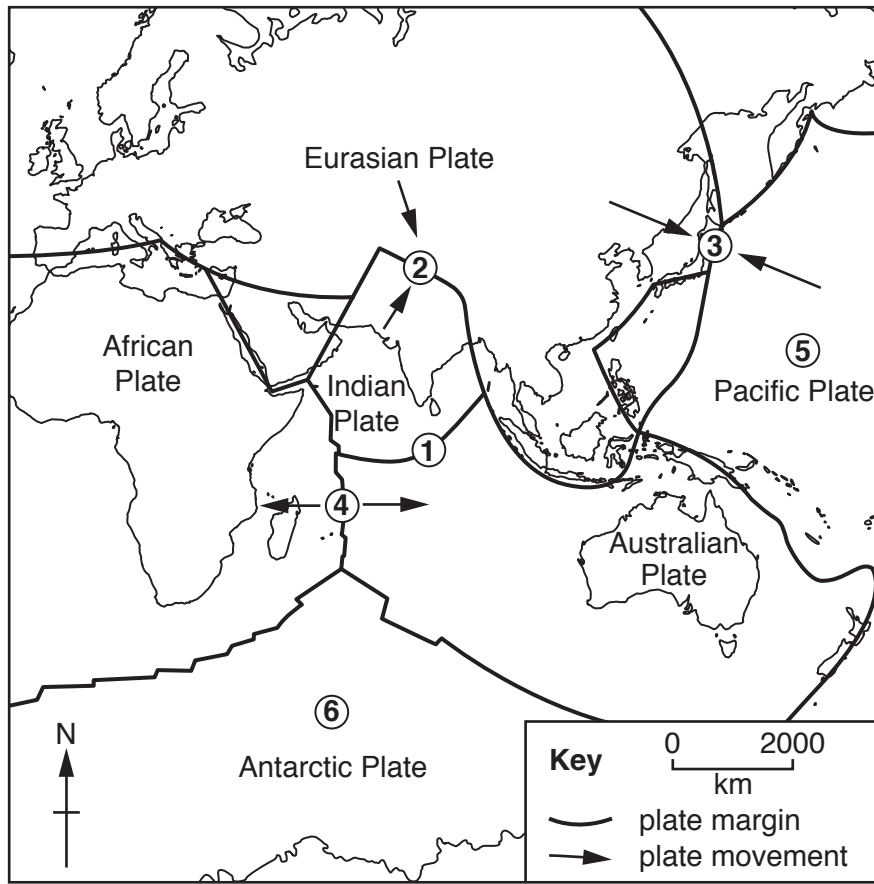 Eurasian Plate
2
3
African
Plate
5
Pacific Plate
Indian
Plate
1
4
Australian
Plate
6
Antarctic Plate
N
Key
0 2000
km
plate margin
plate movement